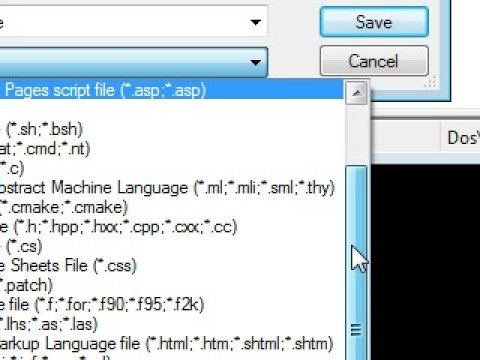 e
Save
Cancel
Pages script file (*.asp;*.asp)
Dos\
(*.sh;*.bsh)
at;*.cmd;*.nt)
(*.c)
bstract Machine Language (*.ml;*.mli;*.sml;*.thy)
(*.cmake;*.cmake)
e (*.h;*.hpp;*.hxx;*.cpp;*.cxx;*.cc)
e (*.cs)
e Sheets File (*.css)
*.patch)
e file (*.f;*.for;*.f90;*.f95;*.f2k)
*.lhs;*.as;*.las)
arkup Language file (*.html;*.htm;*.shtml;*.shtm)